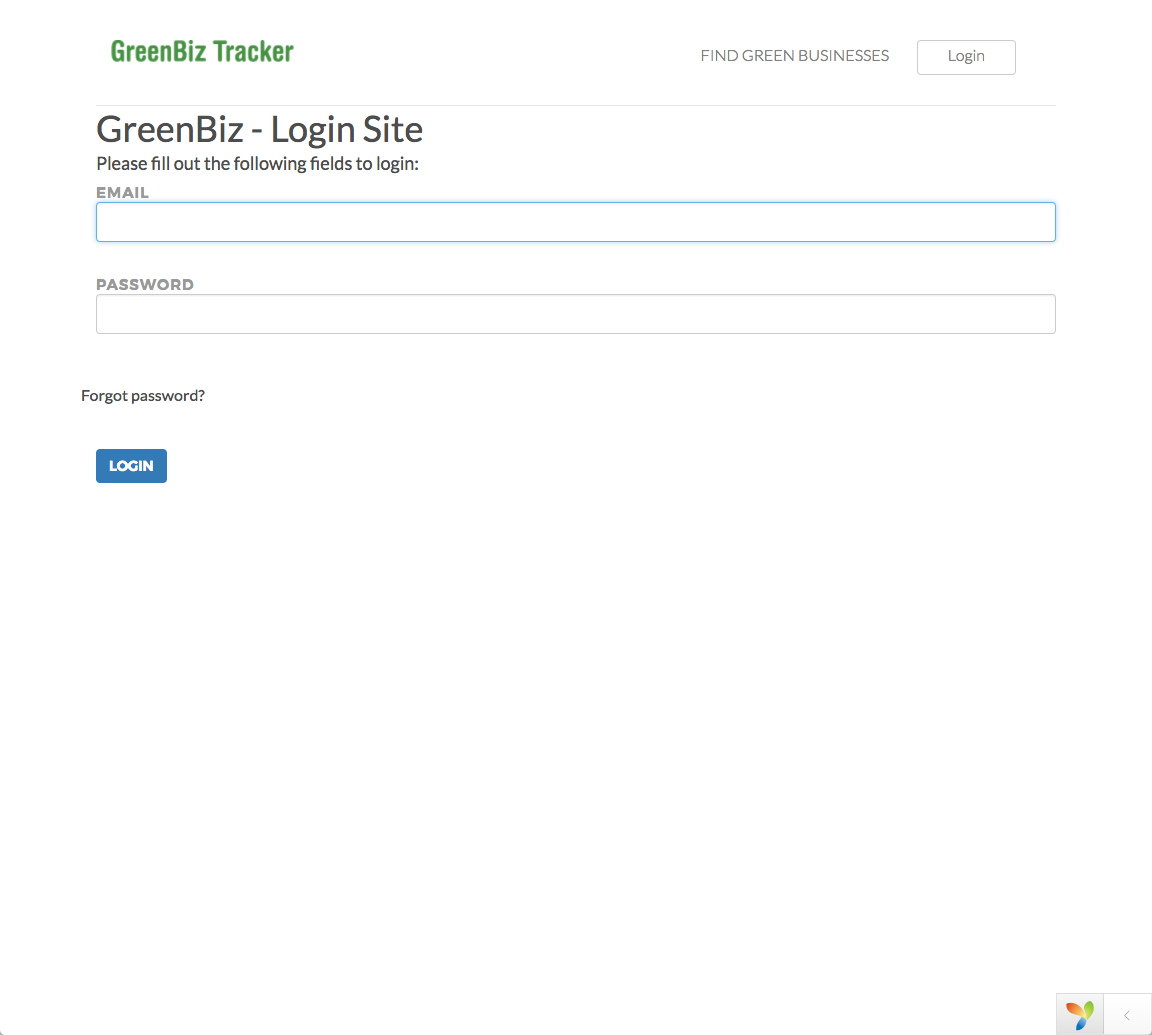 GreenBiz Tracker
FIND GREEN BUSINESSES
Login
GreenBiz - Login Site
Please fill out the following fields to login:
EMAIL
PASSWORD
Forgot password?
LOGIN